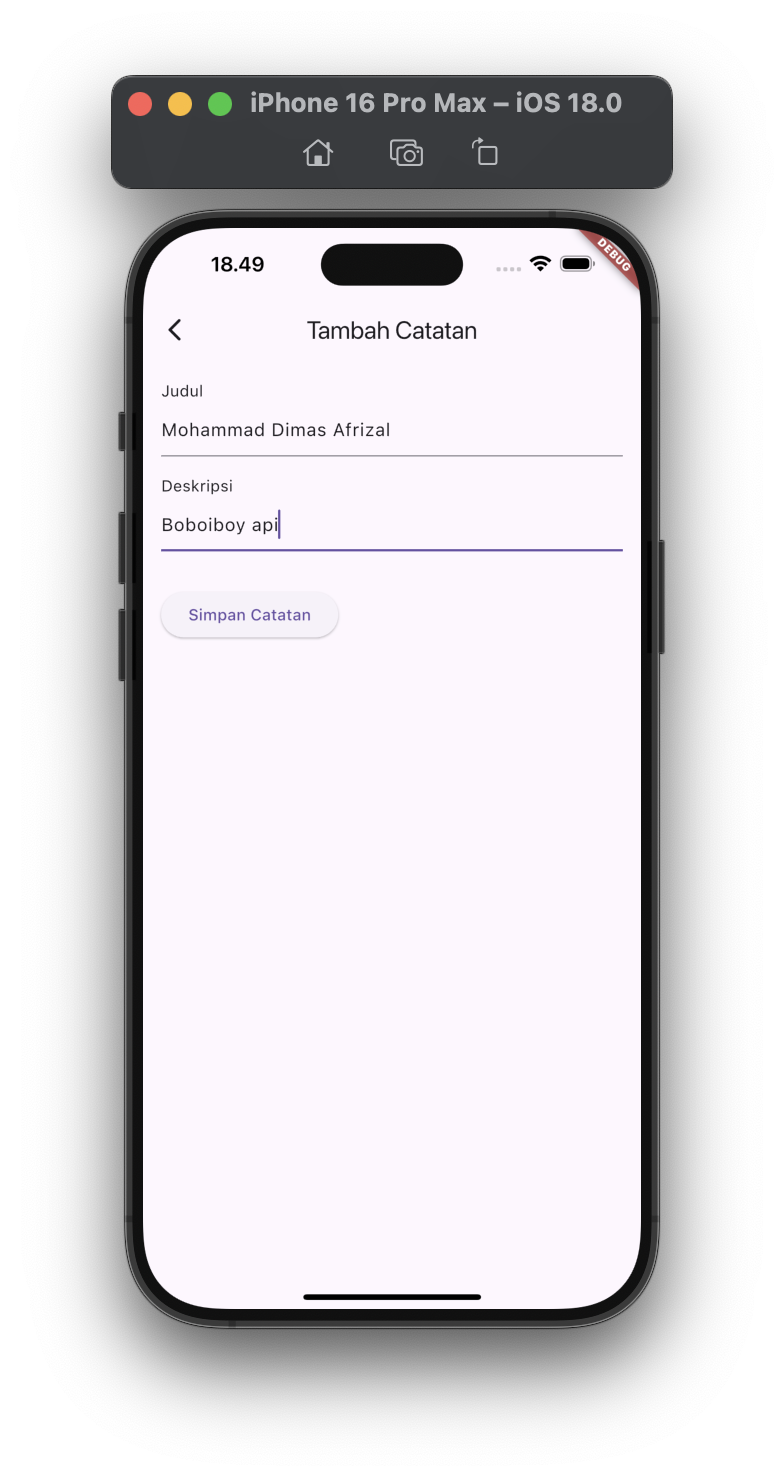 iPhone 16 Pro Max – iOS 18.0
18.49
DEBUG
Tambah Catatan
Judul
Mohammad Dimas Afrizal
Deskripsi
Boboiboy api
Simpan Catatan